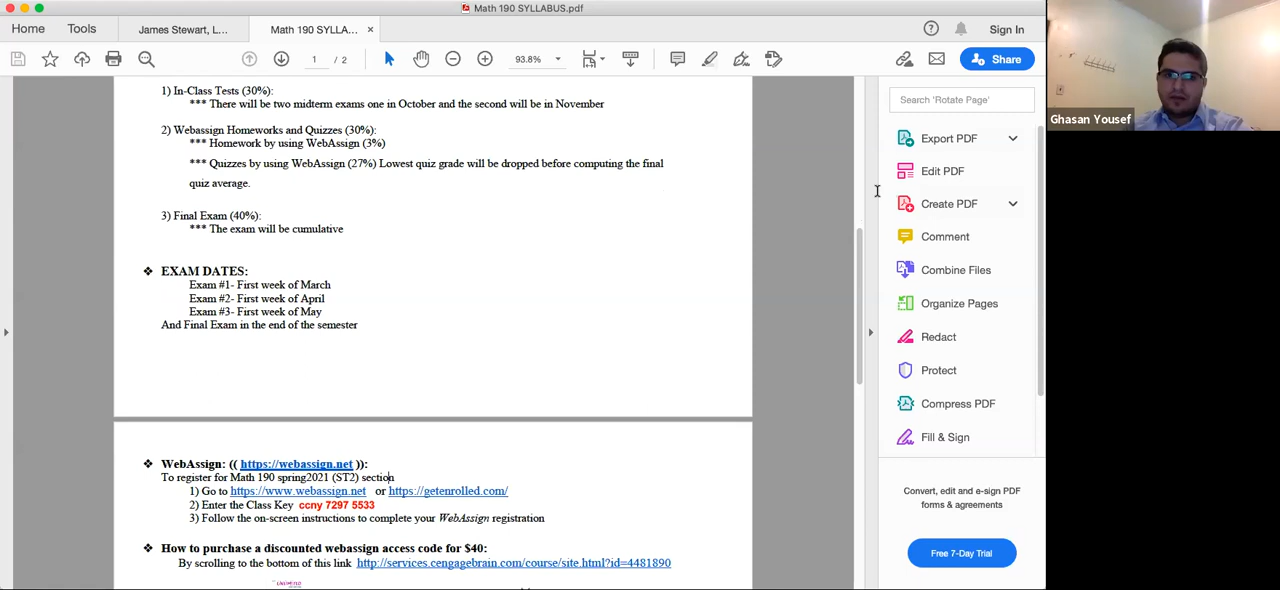 Math 190 SYLLABUS.pdf
Home Tools James Stewart, L... Math 190 SYLLA... × Sign In
1 / 2 93.8% Share
Ghasan Yousef
1) In-Class Tests (30%):
*** There will be two midterm exams one in October and the second will be in November
2) Webassign Homeworks and Quizzes (30%):
*** Homework by using WebAssign (3%)
*** Quizzes by using WebAssign (27%) Lowest quiz grade will be dropped before computing the final
quiz average.
3) Final Exam (40%):
*** The exam will be cumulative
❖ EXAM DATES:
Exam #1- First week of March
Exam #2- First week of April
Exam #3- First week of May
And Final Exam in the end of the semester
❖ WebAssign: (( https://webassign.net )):
To register for Math 190 spring2021 (ST2) section
1) Go to https://www.webassign.net or https://getenrolled.com/
2) Enter the Class Key ccny 7297 5533
3) Follow the on-screen instructions to complete your WebAssign registration
❖ How to purchase a discounted webassign access code for $40:
By scrolling to the bottom of this link http://services.cengagebrain.com/course/site.html?id=4481890
Search 'Rotate Page'
Export PDF
Edit PDF
Create PDF
Comment
Combine Files
Organize Pages
Redact
Protect
Compress PDF
Fill & Sign
Convert, edit and e-sign PDF
forms & agreements
Free 7-Day Trial